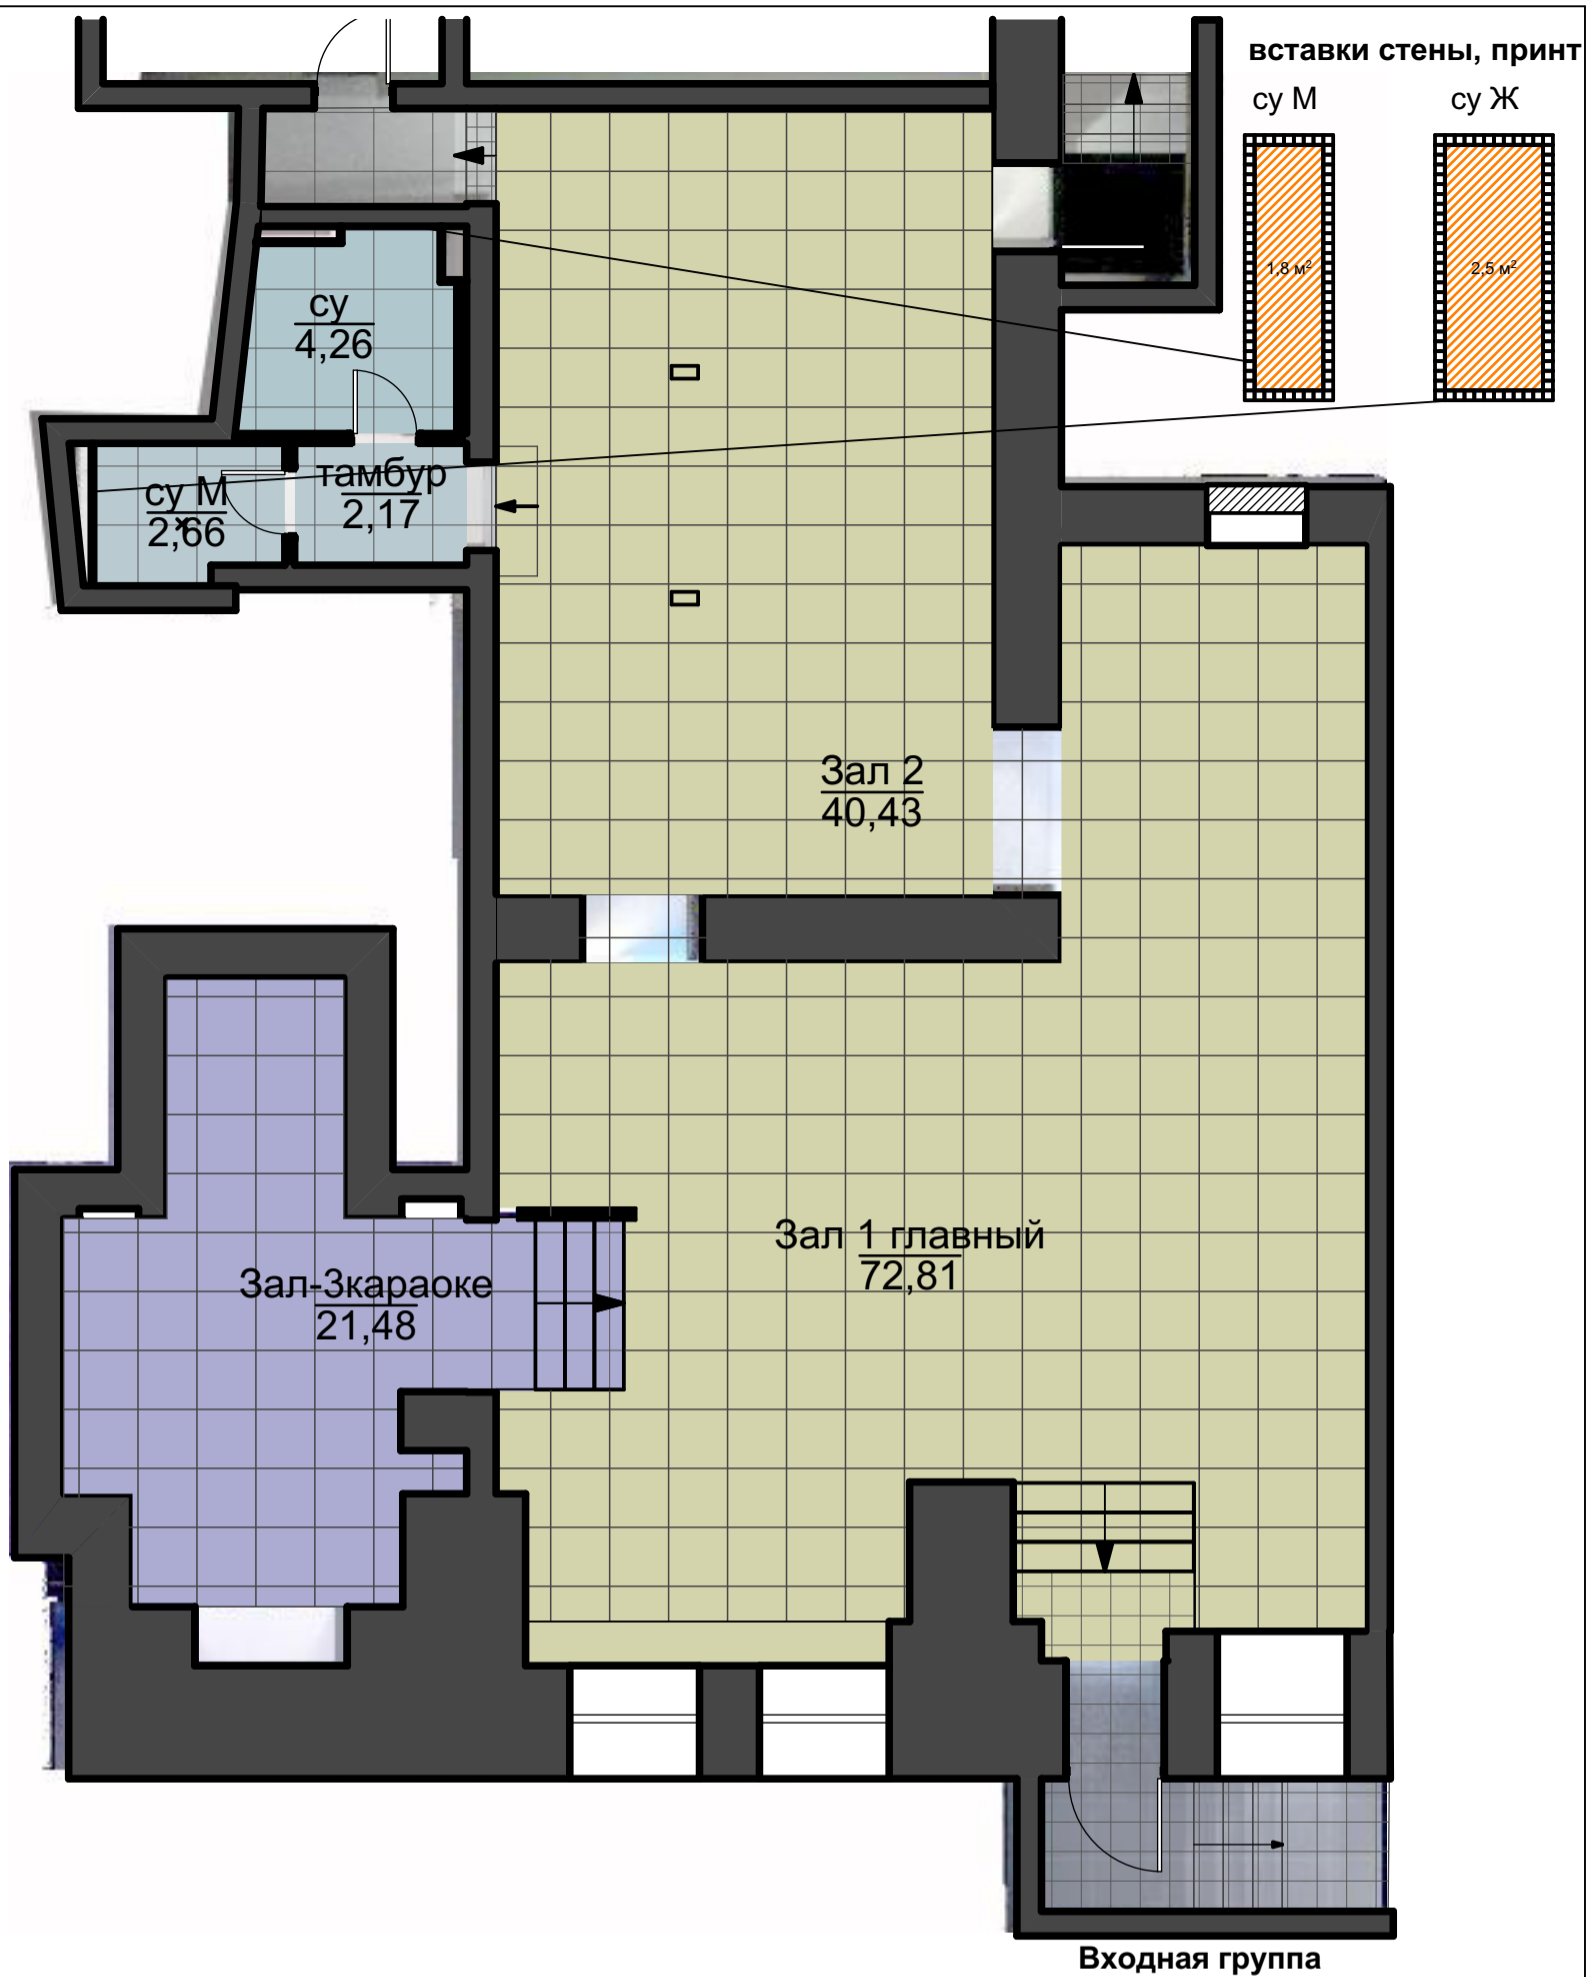 вставки стены, принт
су М
су Ж
1,8 м²
2,5 м²
су
4,26
тамбур
2,17
су М
2,66
Зал 2
40,43
Зал 1 главный
72,81
Зал-3караоке
21,48
Входная группа